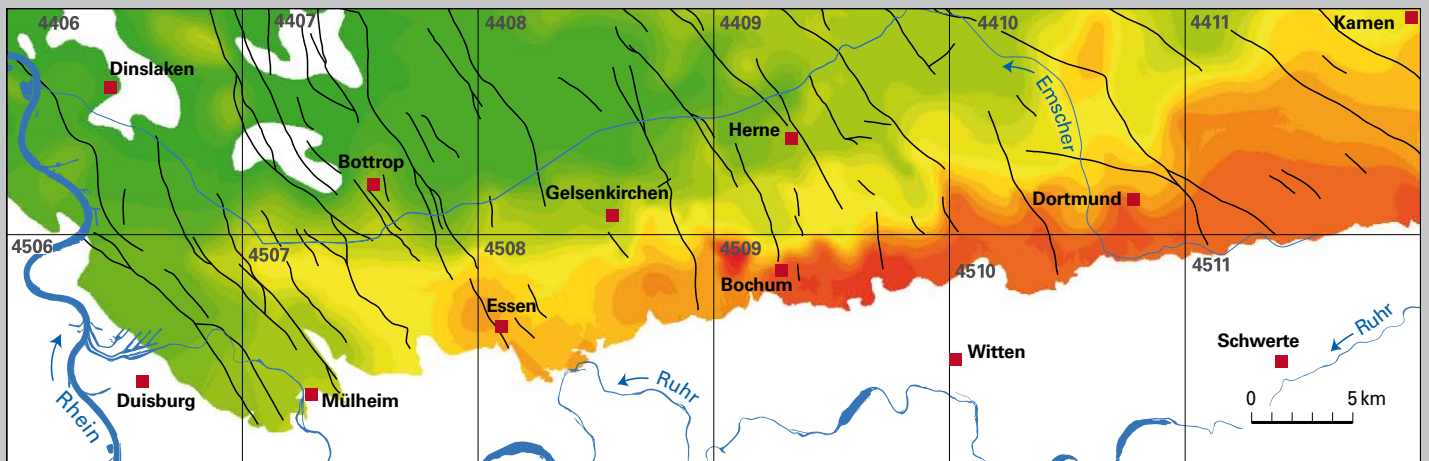 4406
4407
4408
4409
4410
4411
Kamen
Dinslaken
Emscher
Herne
Bottrop
Gelsenkirchen
Dortmund
4506
4507
4508
4509
4510
4511
Bochum
Essen
Ruhr
Schwerte
Witten
Ruhr
Duisburg
Mülheim
Rhein
0 5 km